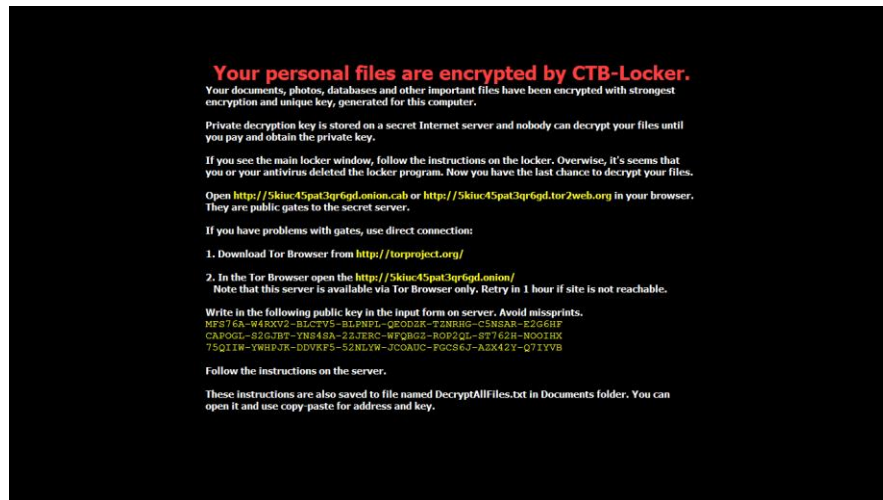 Your personal files are encrypted by CTB-Locker.
Your documents, photos, databases and other important files have been encrypted with strongest
encryption and unique key, generated for this computer.
Private decryption key is stored on a secret Internet server and nobody can decrypt your files until
you pay and obtain the private key.
If you see the main locker window, follow the instructions on the locker. Overwise, it's seems that
you or your antivirus deleted the locker program. Now you have the last chance to decrypt your files.
Open http://5kiuc45pat3qr6gd.onion.cab or http://5kiuc45pat3qr6gd.tor2web.org in your browser.
They are public gates to the secret server.
If you have problems with gates, use direct connection:
1. Download Tor Browser from http://torproject.org/
2. In the Tor Browser open the http://5kiuc45pat3qr6gd.onion/
Note that this server is available via Tor Browser only. Retry in 1 hour if site is not reachable.
Write in the following public key in the input form on server. Avoid missprints.
MFS76A-W4RXV2-BLCTV5-BLPNPL-QEODZK-TZNRHG-C5NSAR-E2G6HF
CAPOGL-S2GJBT-YNS4SA-2ZJERC-WFQBGZ-ROP2QL-ST762H-NOOIHX
75QIIW-YWHPJK-DDVKF5-52NLYW-JCOAUC-FGCS6J-AZX42Y-Q7IYVB
Follow the instructions on the server.
These instructions are also saved to file named DecryptAllFiles.txt in Documents folder. You can
open it and use copy-paste for address and key.